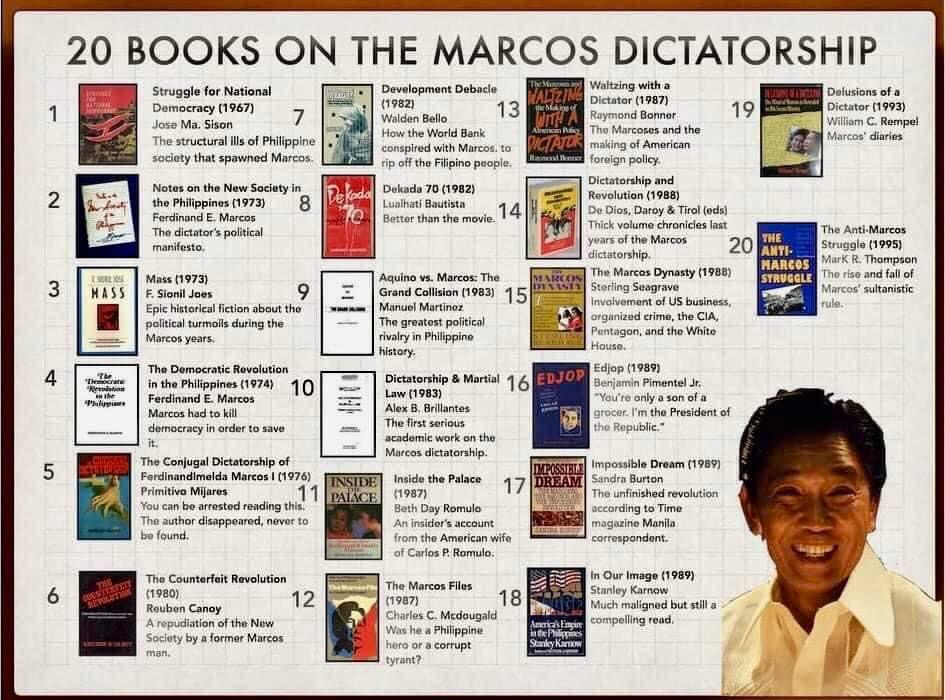 20 BOOKS ON THE MARCOS DICTATORSHIP
1
Struggle for National
Democracy (1967)
Jose Ma. Sison
The structural ills of Philippine
society that spawned Marcos.
2
Notes on the New Society in
the Philippines (1973)
Ferdinand E. Marcos
The dictator's political
manifesto.
3
F. SIONIL JOSE
MASS
Mass (1973)
F. Sionil Joes
Epic historical fiction about the
political turmoils during the
Marcos years.
4
The
Democratic
Revolution
in the
Philippines
The Democratic Revolution
in the Philippines (1974)
Ferdinand E. Marcos
Marcos had to kill
democracy in order to save
it.
5
The Conjugal Dictatorship of
Ferdinandimelda Marcos I (1976)
Primitivo Mijares
You can be arrested reading this.
The author disappeared, never to
be found.
6
THE
COUNTERFEIT
REVOLUTION
The Counterfeit Revolution
(1980)
Reuben Canoy
A repudiation of the New
Society by a former Marcos
man.
7
Development Debacle
(1982)
Walden Bello
How the World Bank
conspired with Marcos. to
rip off the Filipino people.
8
Dekada
'70
Dekada 70 (1982)
Lualhati Bautista
Better than the movie.
9
Aquino vs. Marcos: The
Grand Collision (1983)
Manuel Martinez
The greatest political
rivalry in Philippine
history.
10
Dictatorship & Martial
Law (1983)
Alex B. Brillantes
The first serious
academic work on the
Marcos dictatorship.
11
INSIDE
THE
PALACE
Inside the Palace
(1987)
Beth Day Romulo
An insider's account
from the American wife
of Carlos P. Romulo.
12
The Marcos File
The Marcos Files
(1987)
Charles C. Mcdougald
Was he a Philippine
hero or a corrupt
tyrant?
13
The Marcoses and
the Making of
WALTZING
WITH A
American Policy
DICTATOR
Raymond Bonner
Waltzing with a
Dictator (1987)
Raymond Bonner
The Marcoses and the
making of American
foreign policy.
14
Dictatorship and
Revolution (1988)
De Dios, Daroy & Tirol (eds)
Thick volume chronicles last
years of the Marcos
dictatorship.
15
THE
MARCOS
DYNASTY
STERLING
SEAGRAVE
The Marcos Dynasty (1988)
Sterling Seagrave
Involvement of US business,
organized crime, the CIA,
Pentagon, and the White
House.
16
EDJOP
Edjop (1989)
Benjamin Pimentel Jr.
"You're only a son of a
grocer. I'm the President of
the Republic."
17
IMPOSSIBLE
DREAM
SANDRA BURTON
Impossible Dream (1989)
Sandra Burton
The unfinished revolution
according to Time
magazine Manila
correspondent.
18
America's Empire
in the Philippines
Stanley Karnow
In Our Image (1989)
Stanley Karnow
Much maligned but still a
compelling read.
19
Delusions of a
Dictator (1993)
William C. Rempel
Marcos' diaries
20
THE
ANTI-
MARCOS
STRUGGLE
The Anti-Marcos
Struggle (1995)
MarK R. Thompson
The rise and fall of
Marcos' sultanistic
rule.